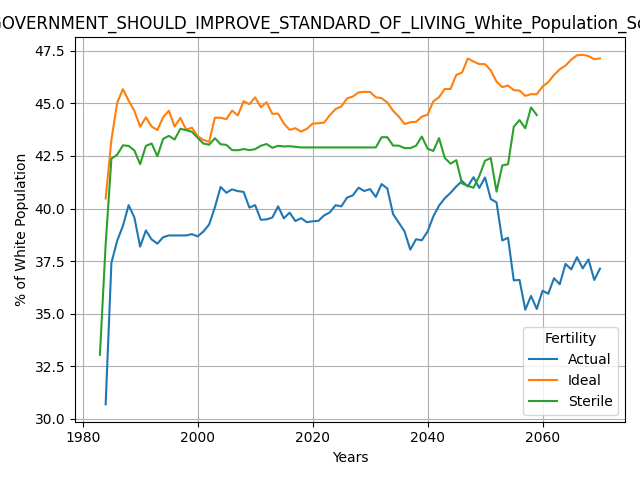 GOVERNMENT_SHOULD_IMPROVE_STANDARD_OF_LIVING_White_Population_So
47.5
45.0
42.5
40.0
37.5
35.0
32.5
30.0
% of White Population
1980
2000
2020
2040
2060
Years
Fertility
Actual
Ideal
Sterile